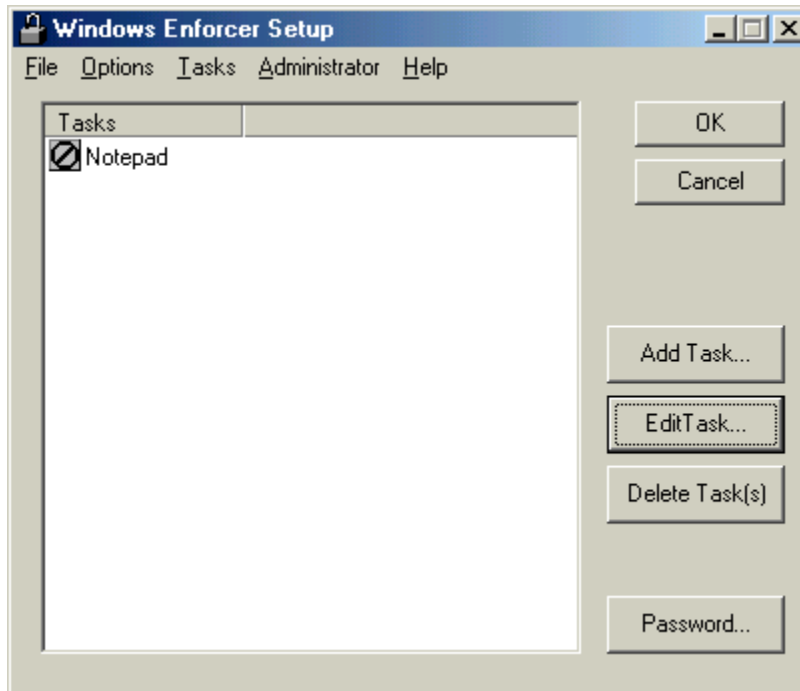 Windows Enforcer Setup
File Options Tasks Administrator Help
Tasks
Notepad
OK
Cancel
Add Task...
EditTask...
Delete Task(s)
Password...